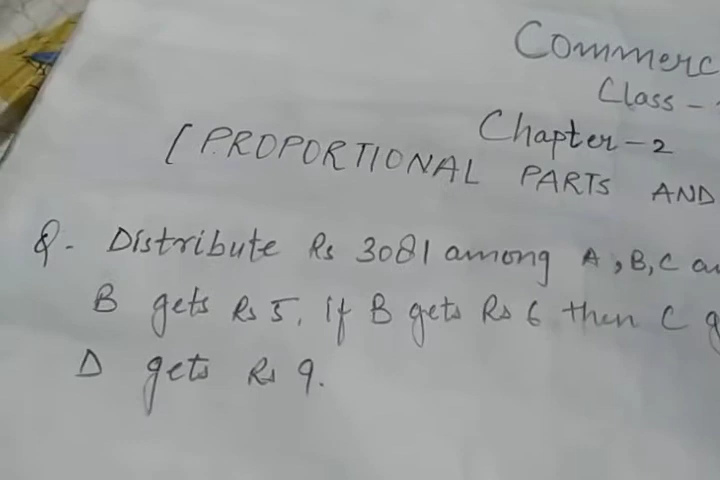 Commerc
Class -
Chapter-2
[PROPORTIONAL PARTS AND
Q. Distribute Rs 3081 among A, B, C
B gets Rs 5, If B gets Rs 6 then C
D gets Rs 9.